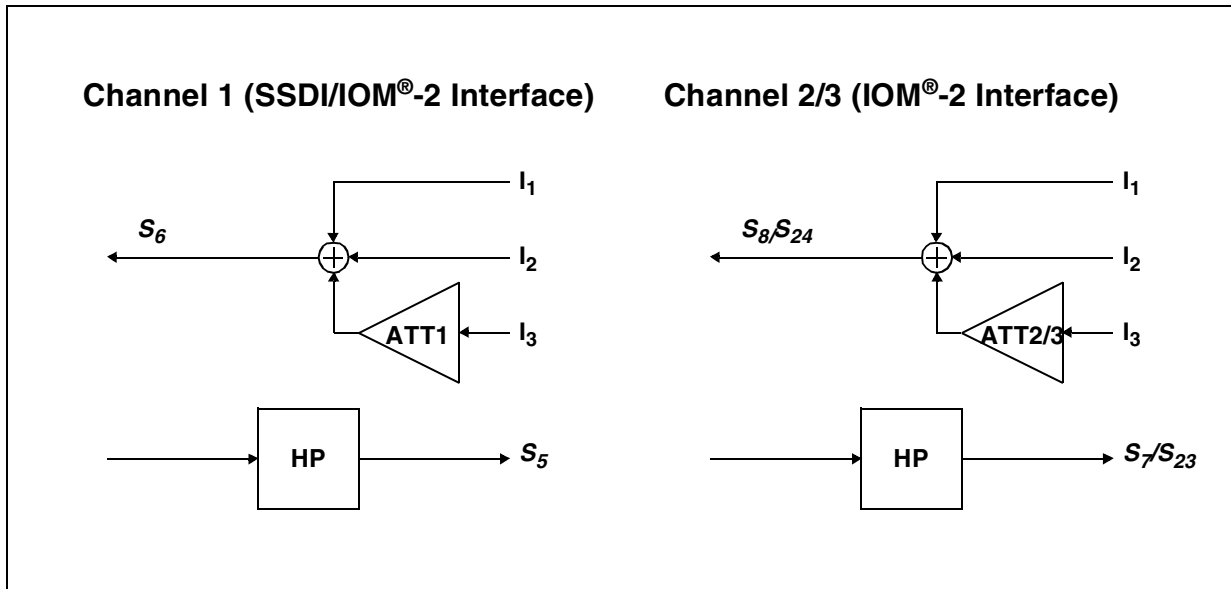 Channel 1 (SSDI/IOM®-2 Interface)
I1
S6
I2
ATT1
I3
HP
S5
Channel 2/3 (IOM®-2 Interface)
I1
S8/S24
I2
ATT2/3
I3
HP
S7/S23